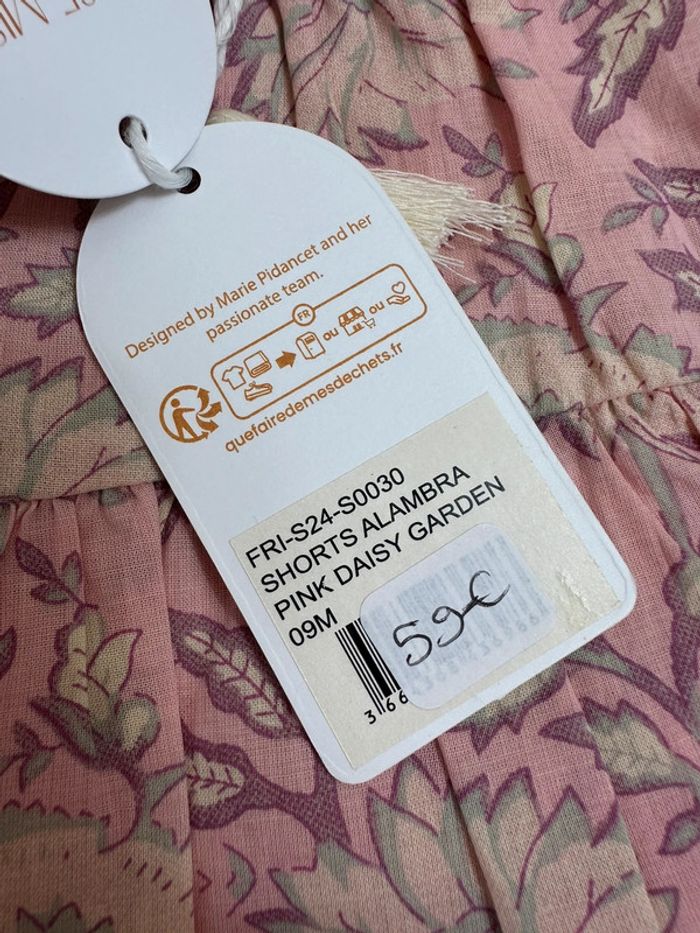 Designed by Marie Pidancet and her
passionate team.
FR
ou
ou
quefairedemesdechets.fr
FRI-S24-S0030
SHORTS ALAMBRA
PINK DAISY GARDEN
09M
59€
366